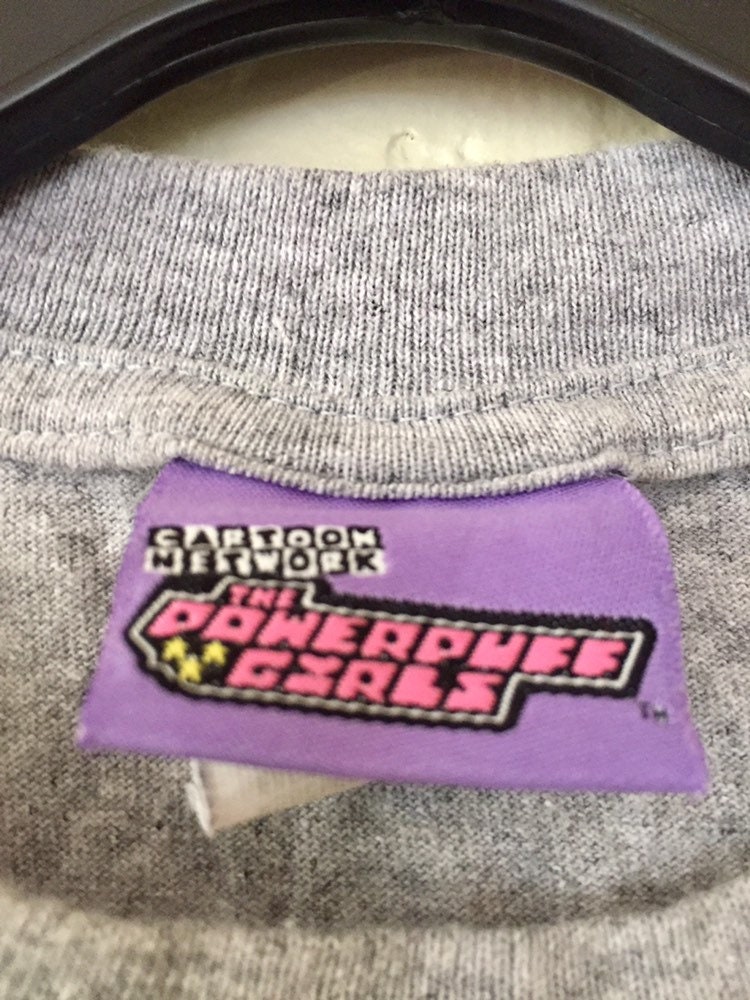 CARTOON
NETWORK
THE
POWERPUFF
GIRLS
TM